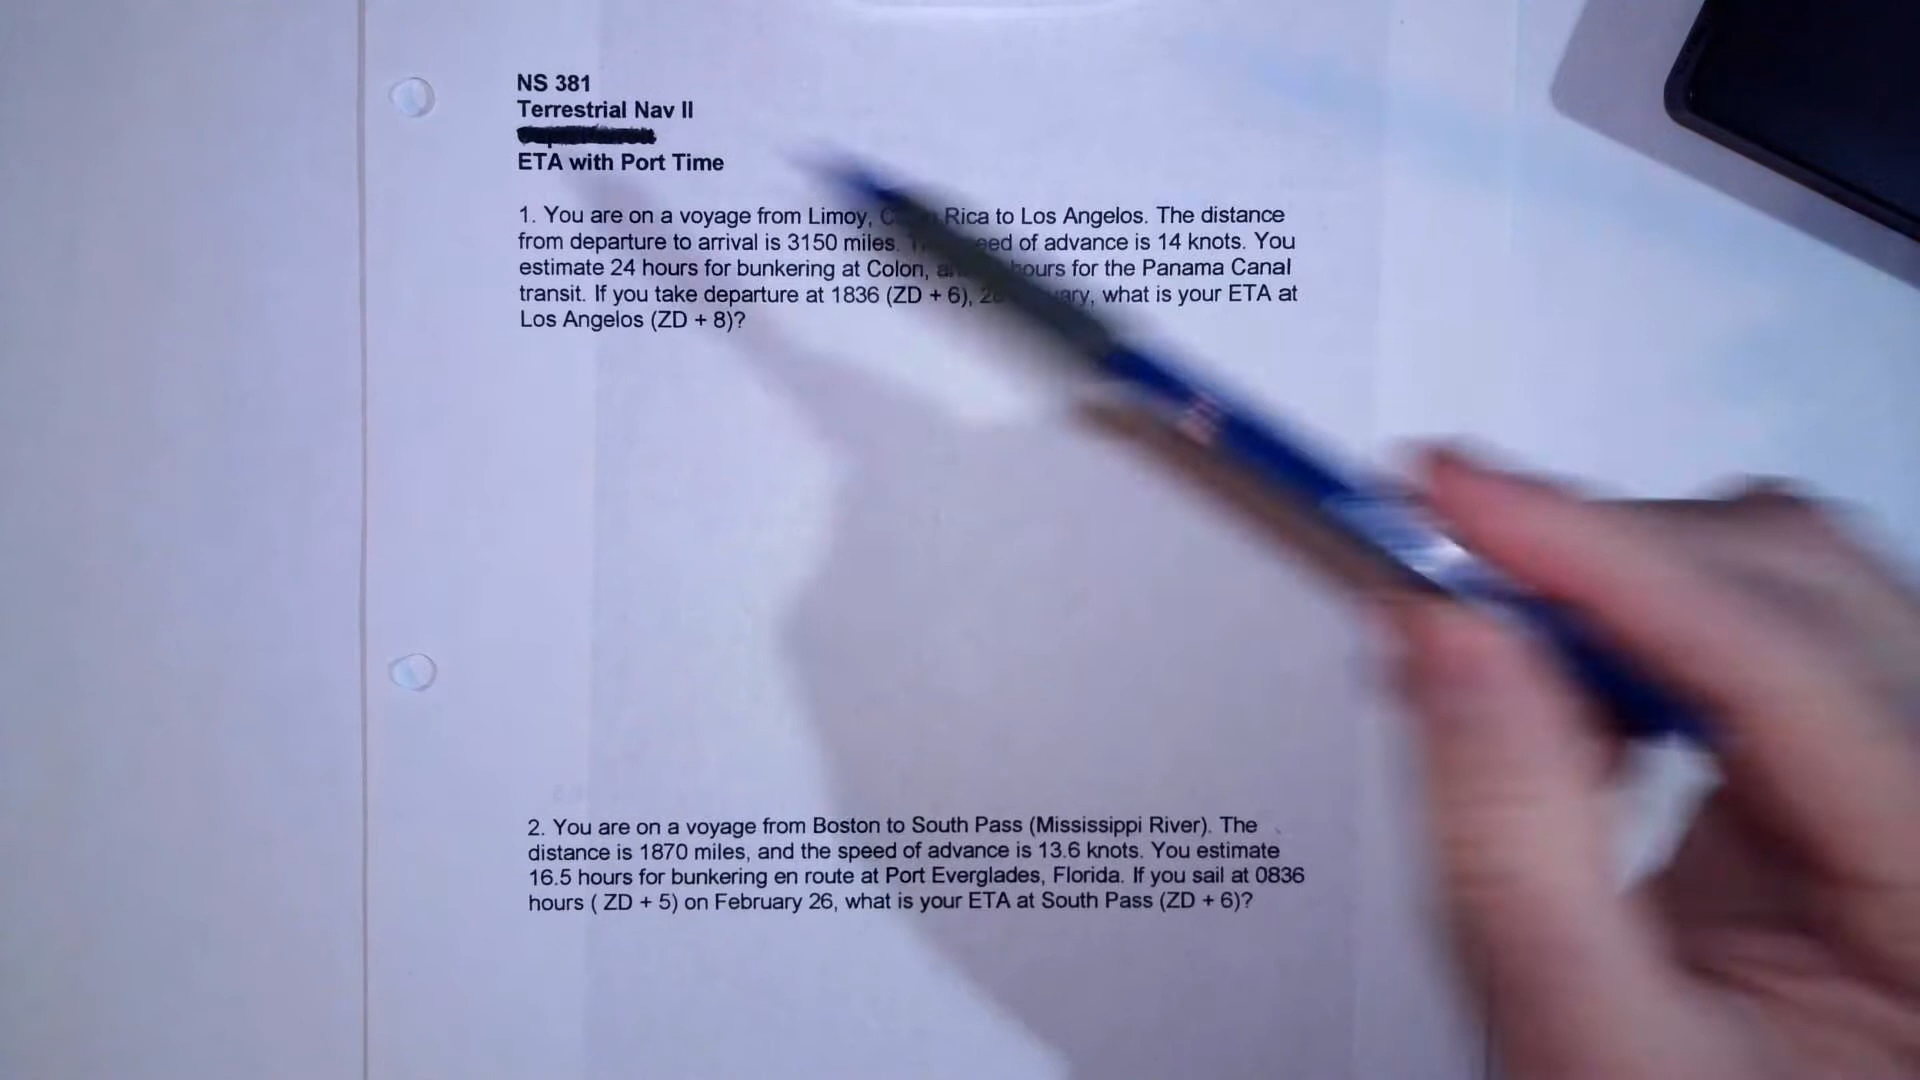 NS 381
Terrestrial Nav II
ETA with Port Time
1. You are on a voyage from Limoy, Rica to Los Angelos. The distance
from departure to arrival is 3150 miles. of advance is 14 knots. You
estimate 24 hours for bunkering at Colon, hours for the Panama Canal
transit. If you take departure at 1836 (ZD + 6), what is your ETA at
Los Angelos (ZD + 8)?
2. You are on a voyage from Boston to South Pass (Mississippi River). The
distance is 1870 miles, and the speed of advance is 13.6 knots. You estimate
16.5 hours for bunkering en route at Port Everglades, Florida. If you sail at 0836
hours ( ZD + 5) on February 26, what is your ETA at South Pass (ZD + 6)?